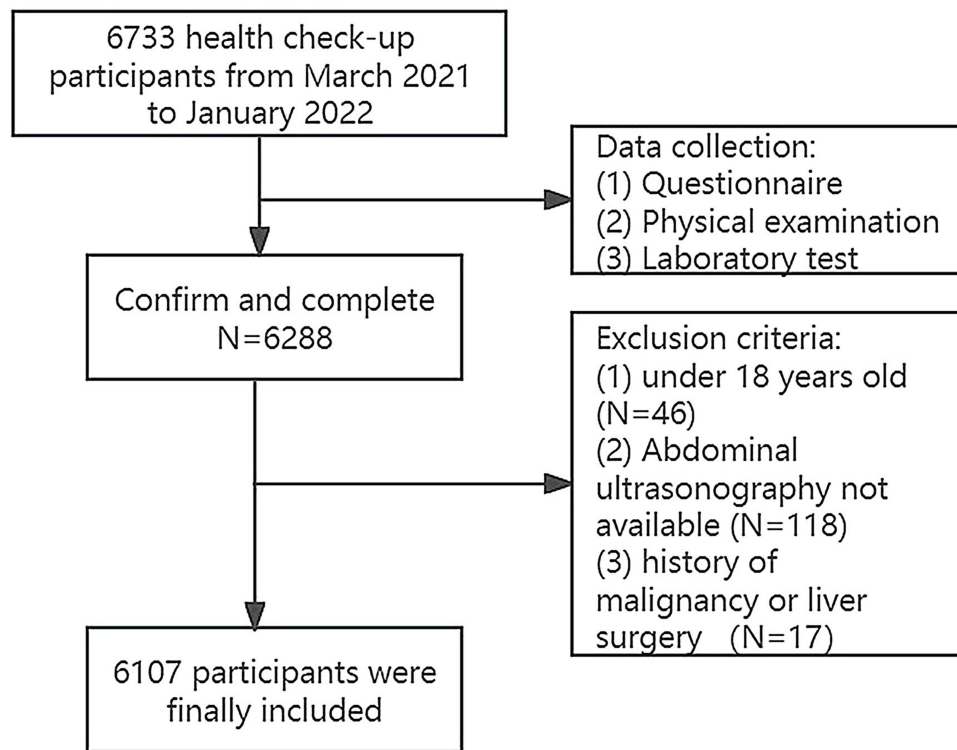 6733 health check-up
participants from March 2021
to January 2022
Data collection:
(1) Questionnaire
(2) Physical examination
(3) Laboratory test
Confirm and complete
N=6288
Exclusion criteria:
(1) under 18 years old
(N=46)
(2) Abdominal
ultrasonography not
available (N=118)
(3) history of
malignancy or liver
surgery (N=17)
6107 participants were
finally included